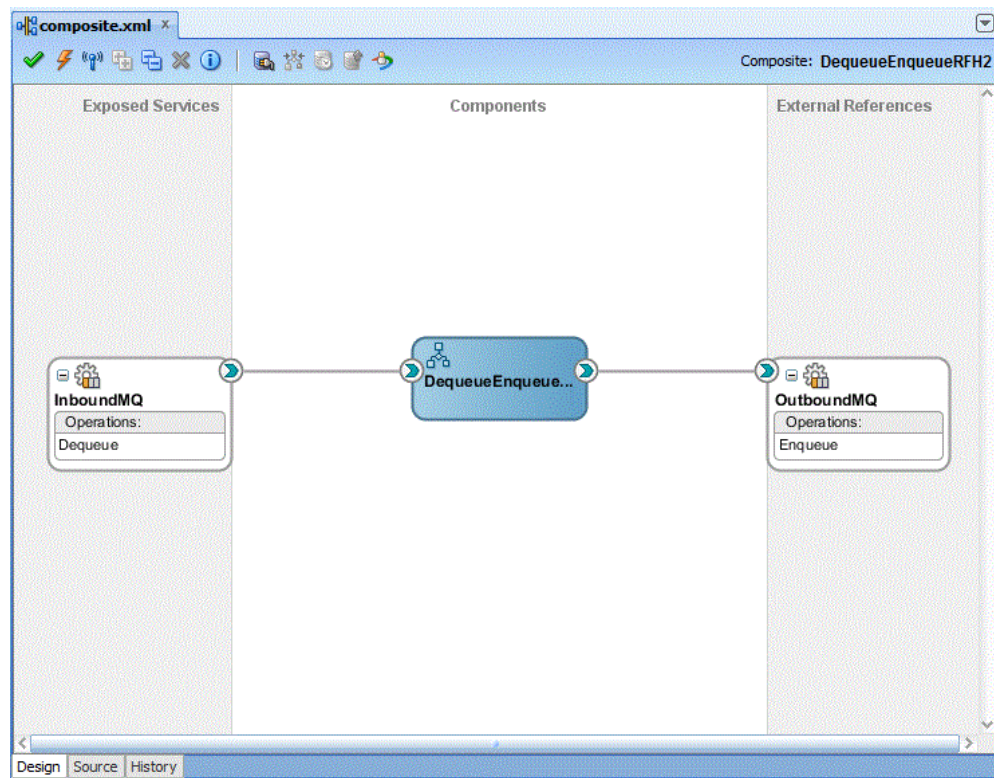 composite.xml
Composite: DequeueEnqueueRFH2
Exposed Services
Components
External References
DequeueEnqueue...
InboundMQ
Operations:
Dequeue
OutboundMQ
Operations:
Enqueue
Design Source History